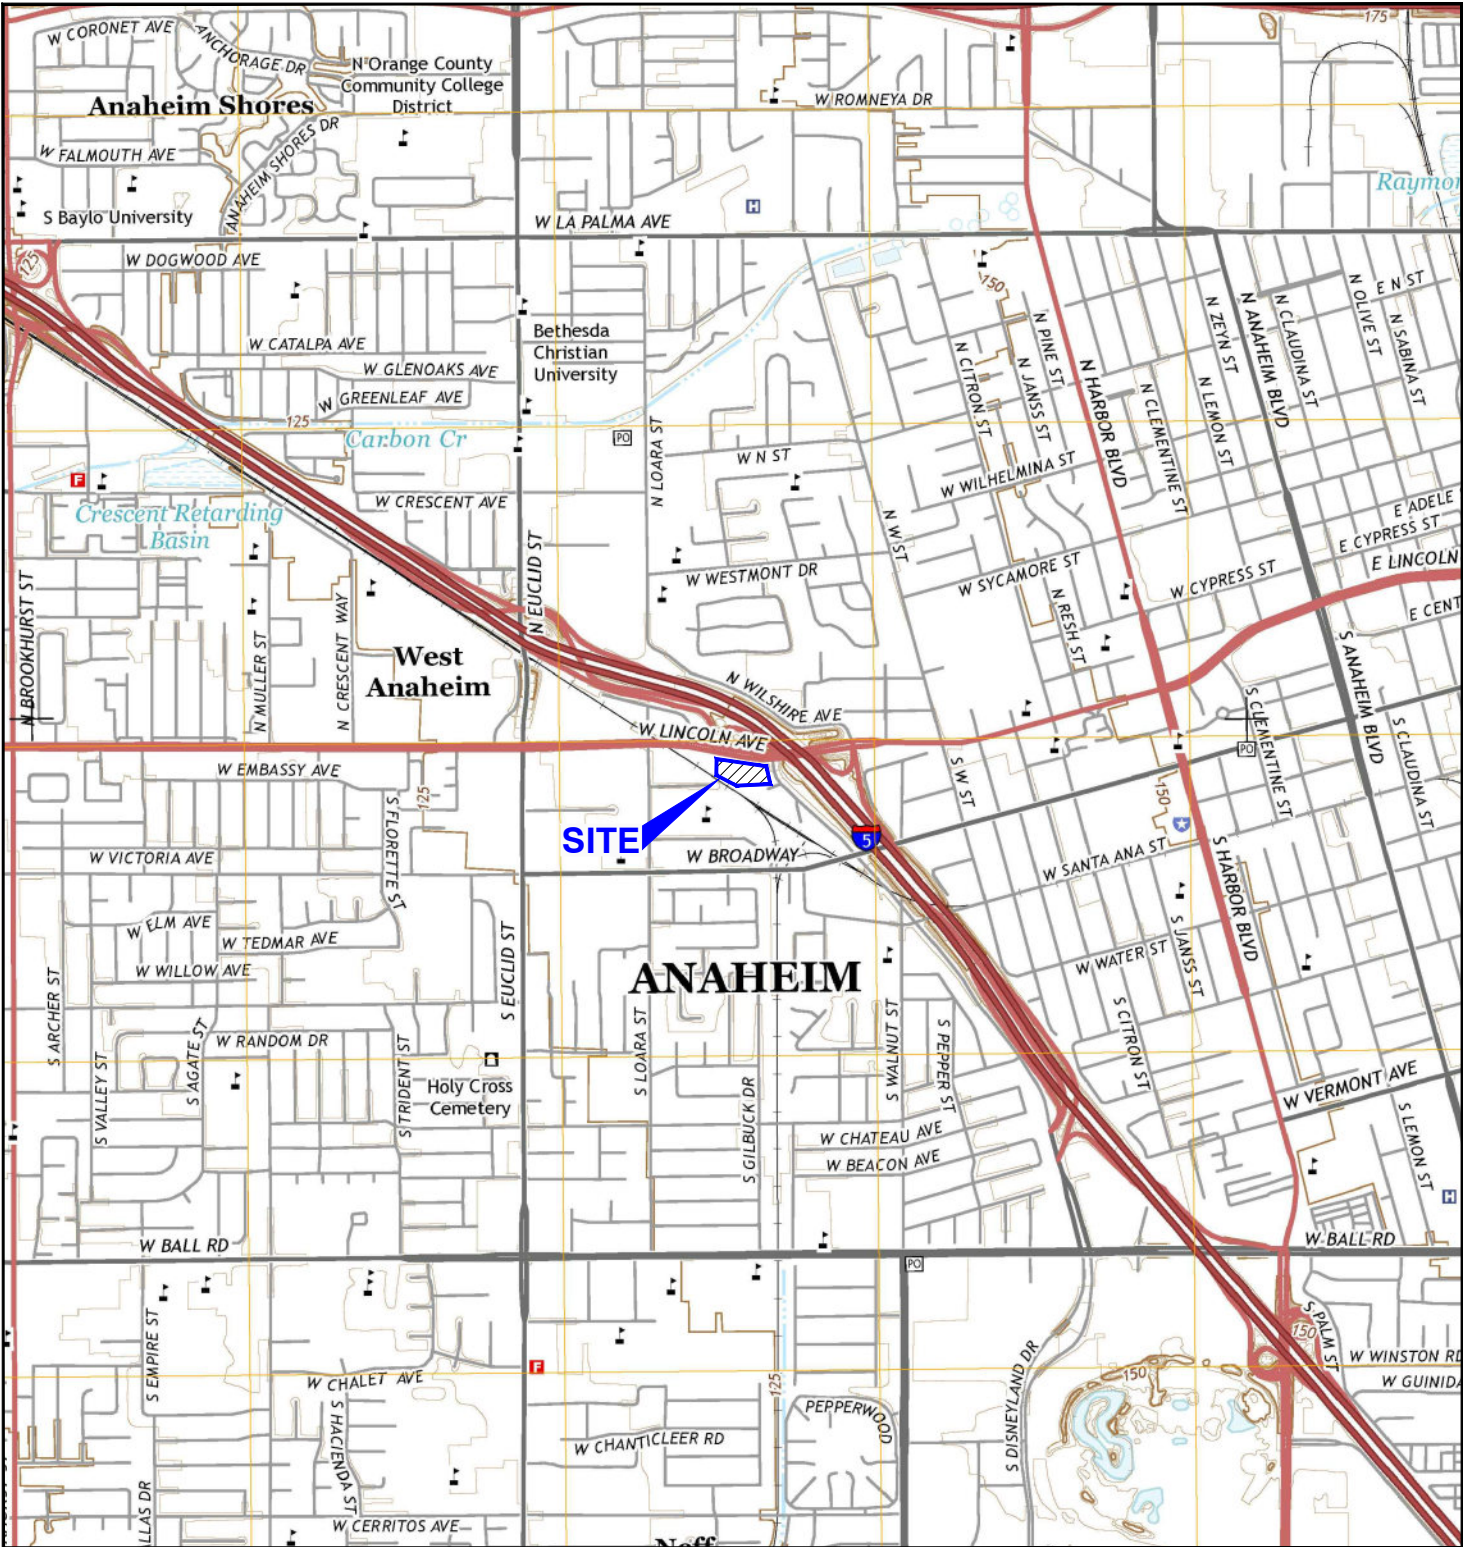 W CORONET AVE
ANCHORAGE DR
N Orange County
Community College
District
175
Anaheim Shores
W ROMNEYA DR
W FALMOUTH AVE
ANAHEIM SHORES DR
S Baylo University
H
W LA PALMA AVE
125
W DOGWOOD AVE
150
E N ST
N OLIVE ST
N SABINA ST
N ZEYN ST
N ANAHEIM BLVD
N CLAUDINA ST
N PINE ST
Bethesda
Christian
University
W CATALPA AVE
W GLENOAKS AVE
W GREENLEAF AVE
N CITRON ST
N JANSS ST
N HARBOR BLVD
N CLEMENTINE ST
N LEMON ST
125
Carbon Cr
PO
N LOARA ST
W N ST
W WILHELMINA ST
F
W CRESCENT AVE
Crescent Retarding
Basin
N W ST
E ADELE
E CYPRESS ST
E LINCOLN
N EUCLID ST
W WESTMONT DR
W SYCAMORE ST
W CYPRESS ST
N BROOKHURST ST
N MULLER ST
N CRESCENT WAY
N RESH ST
E CENT
West
Anaheim
N WILSHIRE AVE
S ANAHEIM BLVD
S CLEMENTINE ST
W LINCOLN AVE
PO
S CLAUDINA ST
W EMBASSY AVE
S FLORETTE ST
125
S W ST
150
SITE
5
W VICTORIA AVE
W BROADWAY
W SANTA ANA ST
S HARBOR BLVD
W ELM AVE
W TEDMAR AVE
W WILLOW AVE
S EUCLID ST
ANAHEIM
W WATER ST
S JANSS ST
S ARCHER ST
S AGATE ST
W RANDOM DR
S VALLEY ST
S TRIDENT ST
Holy Cross
Cemetery
S LOARA ST
S GILBUCK DR
S WALNUT ST
S PEPPER ST
S CITRON ST
W VERMONT AVE
S LEMON ST
W CHATEAU AVE
W BEACON AVE
H
W BALL RD
W BALL RD
PO
S EMPIRE ST
S PALM ST
150
W WINSTON RD
W GUINIDA
F
W CHALET AVE
S HACIENDA ST
125
S DISNEYLAND DR
150
PEPPERWOOD
W CHANTICLEER RD
ALLAS DR
W CERRITOS AVE